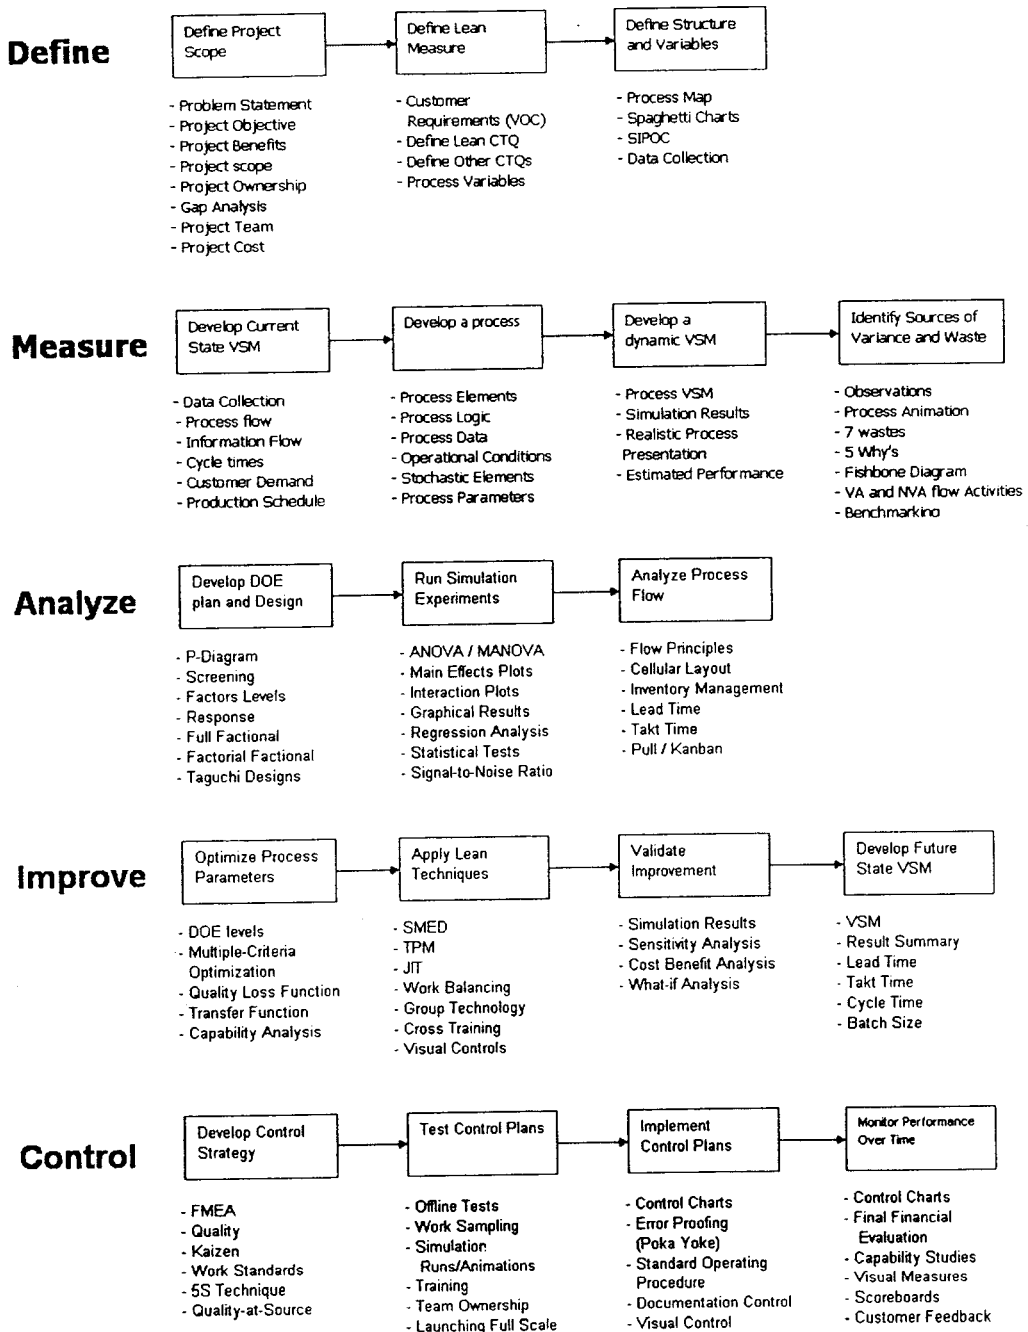 Define
Define Project
Scope
Define Lean
Measure
Define Structure
and Variables
- Problem Statement
- Project Objective
- Project Benefits
- Project scope
- Project Ownership
- Gap Analysis
- Project Team
- Project Cost
- Customer
Requirements (VOC)
- Define Lean CTQ
- Define Other CTQs
- Process Variables
- Process Map
- Spaghetti Charts
- SIPOC
- Data Collection
Measure
Develop Current
State VSM
Develop a process
Develop a
dynamic VSM
Identify Sources of
Variance and Waste
- Data Collection
- Process flow
- Information Flow
- Cycle times
- Customer Demand
- Production Schedule
- Process Elements
- Process Logic
- Process Data
- Operational Conditions
- Stochastic Elements
- Process Parameters
- Process VSM
- Simulation Results
- Realistic Process
Presentation
- Estimated Performance
- Observations
- Process Animation
- 7 wastes
- 5 Why's
- Fishbone Diagram
- VA and NVA flow Activities
- Benchmarking
Analyze
Develop DOE
plan and Design
Run Simulation
Experiments
Analyze Process
Flow
- P-Diagram
- Screening
- Factors Levels
- Response
- Full Factional
- Factorial Factional
- Taguchi Designs
- ANOVA / MANOVA
- Main Effects Plots
- Interaction Plots
- Graphical Results
- Regression Analysis
- Statistical Tests
- Signal-to-Noise Ratio
- Flow Principles
- Cellular Layout
- Inventory Management
- Lead Time
- Takt Time
- Pull / Kanban
Improve
Optimize Process
Parameters
Apply Lean
Techniques
Validate
Improvement
Develop Future
State VSM
- DOE levels
- Multiple-Criteria
Optimization
- Quality Loss Function
- Transfer Function
- Capability Analysis
- SMED
- TPM
- JIT
- Work Balancing
- Group Technology
- Cross Training
- Visual Controls
- Simulation Results
- Sensitivity Analysis
- Cost Benefit Analysis
- What-if Analysis
- VSM
- Result Summary
- Lead Time
- Takt Time
- Cycle Time
- Batch Size
Control
Develop Control
Strategy
Test Control Plans
Implement
Control Plans
Monitor Performance
Over Time
- FMEA
- Quality
- Kaizen
- Work Standards
- 5S Technique
- Quality-at-Source
- Offline Tests
- Work Sampling
- Simulation
Runs/Animations
- Training
- Team Ownership
- Launching Full Scale
- Control Charts
- Error Proofing
(Poka Yoke)
- Standard Operating
Procedure
- Documentation Control
- Visual Control
- Control Charts
- Final Financial
Evaluation
- Capability Studies
- Visual Measures
- Scoreboards
- Customer Feedback